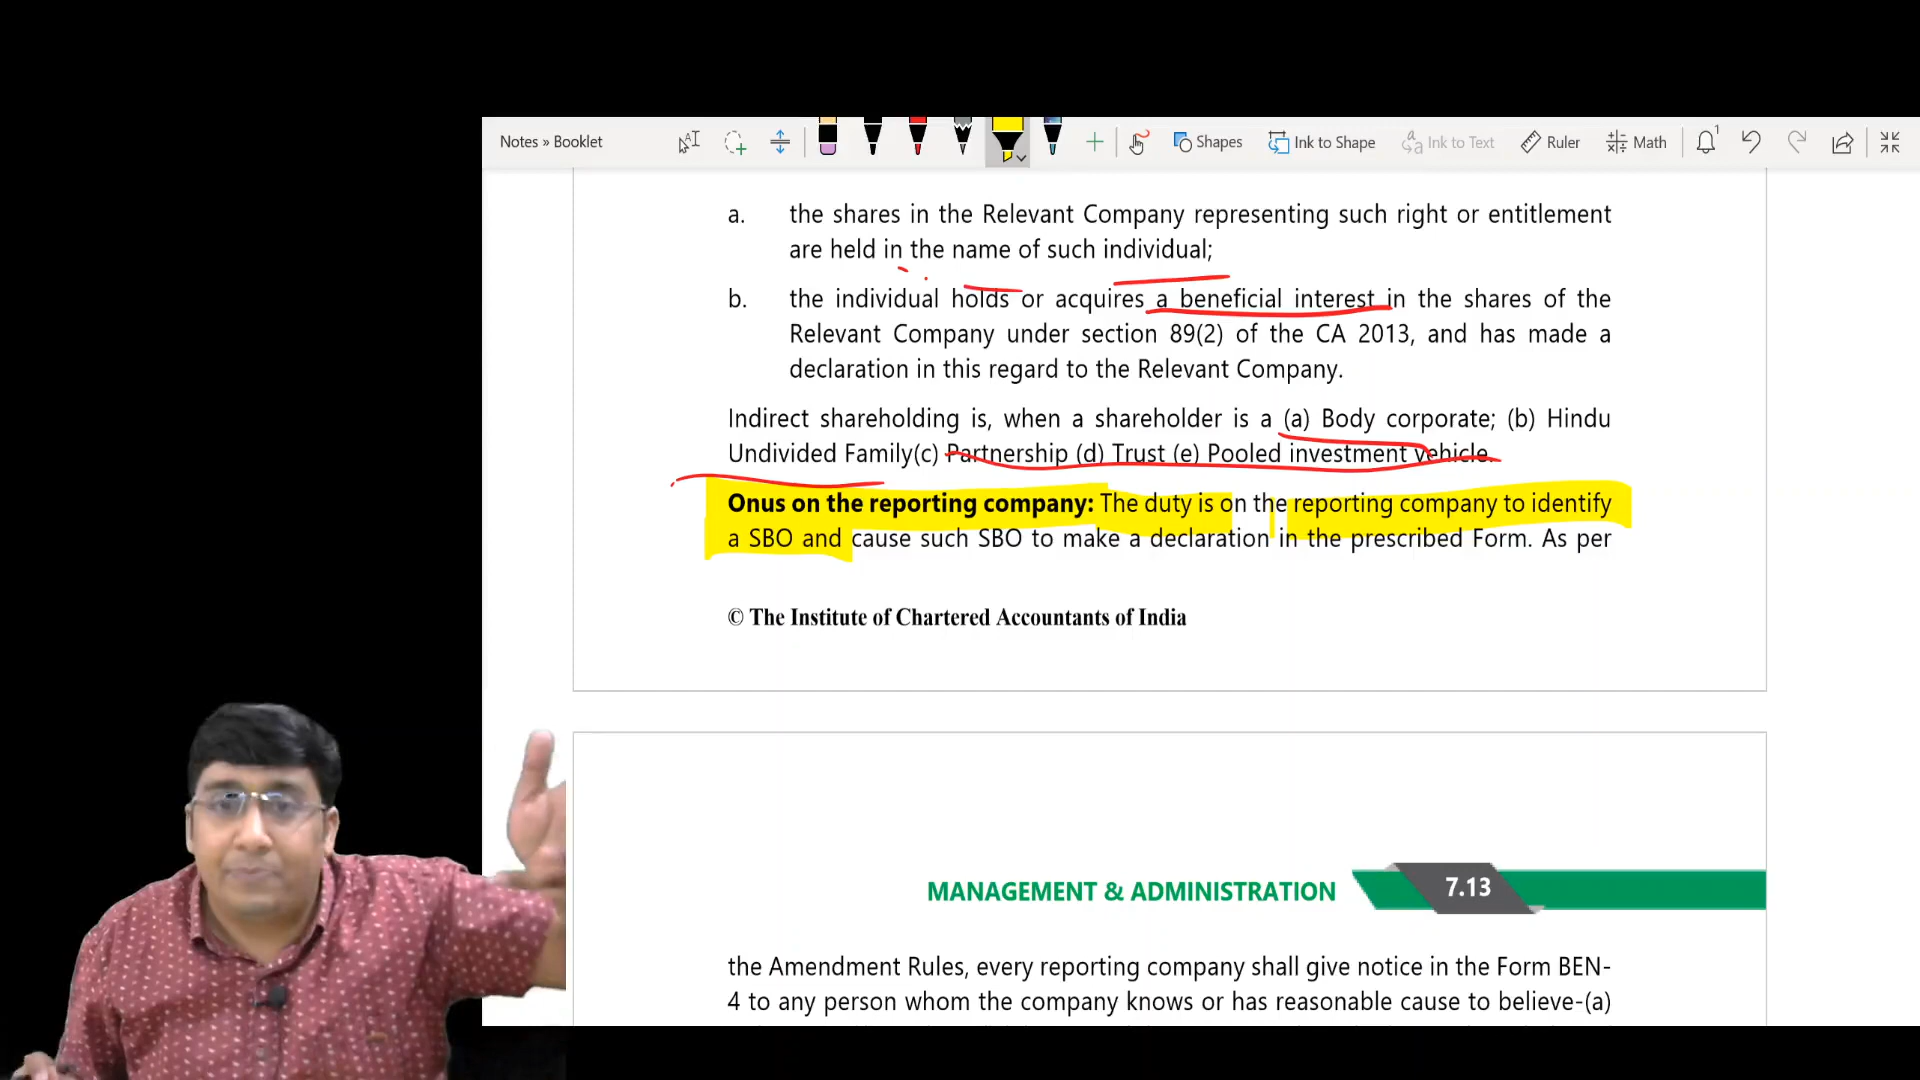 Notes » Booklet
Shapes
Ink to Shape
Ink to Text
Ruler
Math
1
a. the shares in the Relevant Company representing such right or entitlement
are held in the name of such individual;
b. the individual holds or acquires a beneficial interest in the shares of the
Relevant Company under section 89(2) of the CA 2013, and has made a
declaration in this regard to the Relevant Company.
Indirect shareholding is, when a shareholder is a (a) Body corporate; (b) Hindu
Undivided Family(c) Partnership (d) Trust (e) Pooled investment vehicle.
Onus on the reporting company: The duty is on the reporting company to identify
a SBO and cause such SBO to make a declaration in the prescribed Form. As per
© The Institute of Chartered Accountants of India
MANAGEMENT & ADMINISTRATION 7.13
the Amendment Rules, every reporting company shall give notice in the Form BEN-
4 to any person whom the company knows or has reasonable cause to believe-(a)